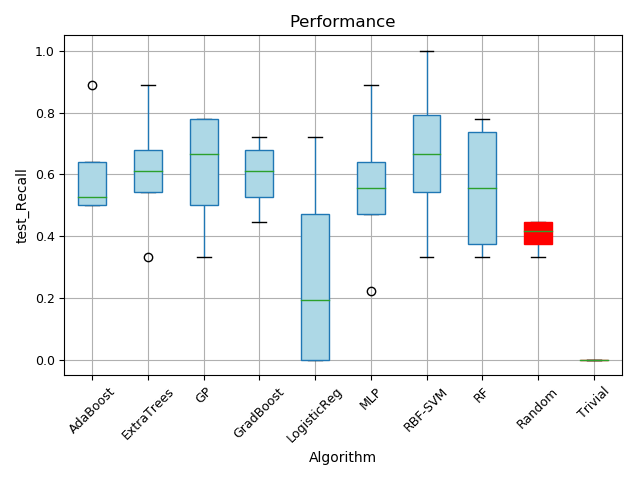 Performance
1.0
0.8
0.6
0.4
0.2
0.0
test_Recall
AdaBoost
ExtraTrees
GP
GradBoost
LogisticReg
MLP
RBF-SVM
RF
Random
Trivial
Algorithm